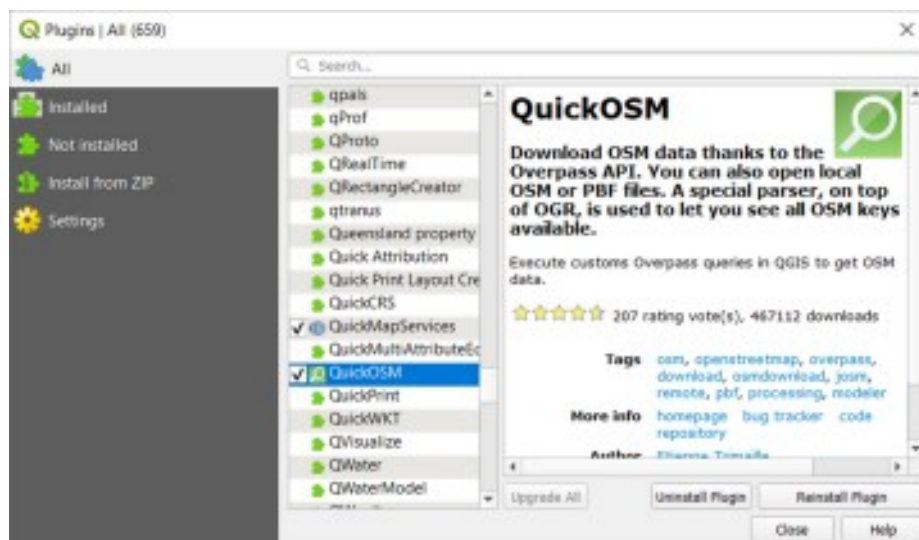 Plugins | All (659)
All
Installed
Not installed
Install from ZIP
Settings
Search...
qpals
qProf
QProto
QRealTime
QRectangleCreator
qtranus
Queensland property
Quick Attribution
Quick Print Layout Cre
QuickCRS
QuickMapServices
QuickMultiAttributeEd
QuickOSM
QuickPrint
QuickWKT
QVisualize
QWater
QWaterModel
QuickOSM
Download OSM data thanks to the
Overpass API. You can also open local
OSM or PBF files. A special parser, on top
of OGR, is used to let you see all OSM keys
available.
Execute customs Overpass queries in QGIS to get OSM
data.
207 rating vote(s), 467112 downloads
Tags osm, openstreetmap, overpass,
download, osmdownload, josm,
remote, pbf, processing, modeler
More info homepage bug tracker code
repository
Author Etienne Trimaille
Upgrade All
Uninstall Plugin
Reinstall Plugin
Close
Help